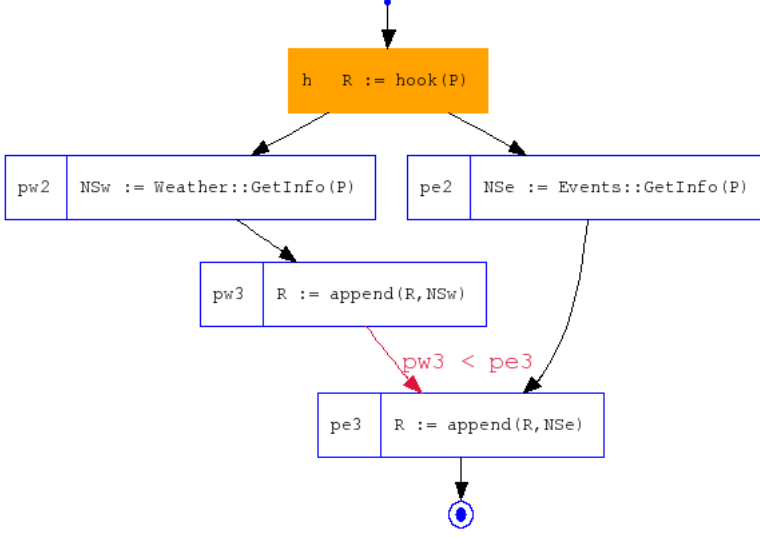 h R := hook(P)
pw2 NSw := Weather::GetInfo(P)
pe2 NSe := Events::GetInfo(P)
pw3 R := append(R,NSw)
pw3 < pe3
pe3 R := append(R,NSe)